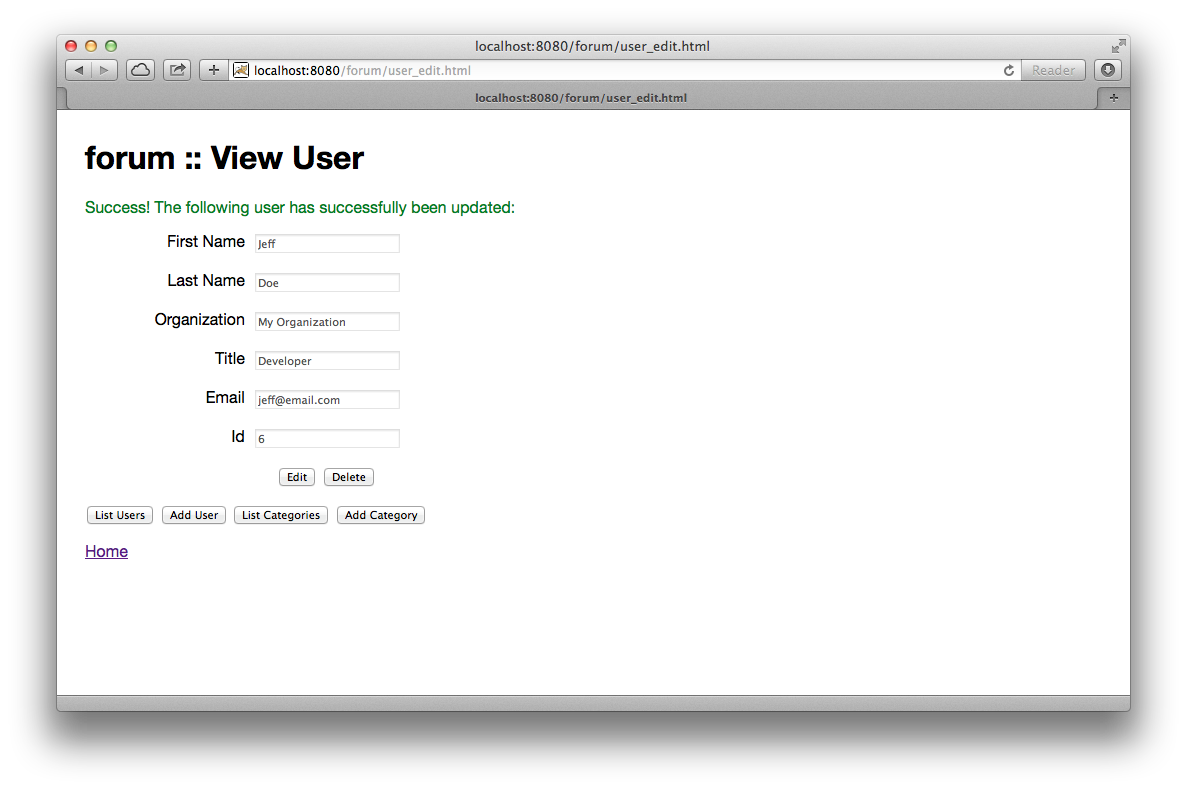 localhost:8080/forum/user_edit.html
localhost:8080/forum/user_edit.html Reader
localhost:8080/forum/user_edit.html
forum :: View User
Success! The following user has successfully been updated:
First Name Jeff
Last Name Doe
Organization My Organization
Title Developer
Email jeff@email.com
Id 6
Edit Delete
List Users Add User List Categories Add Category
Home